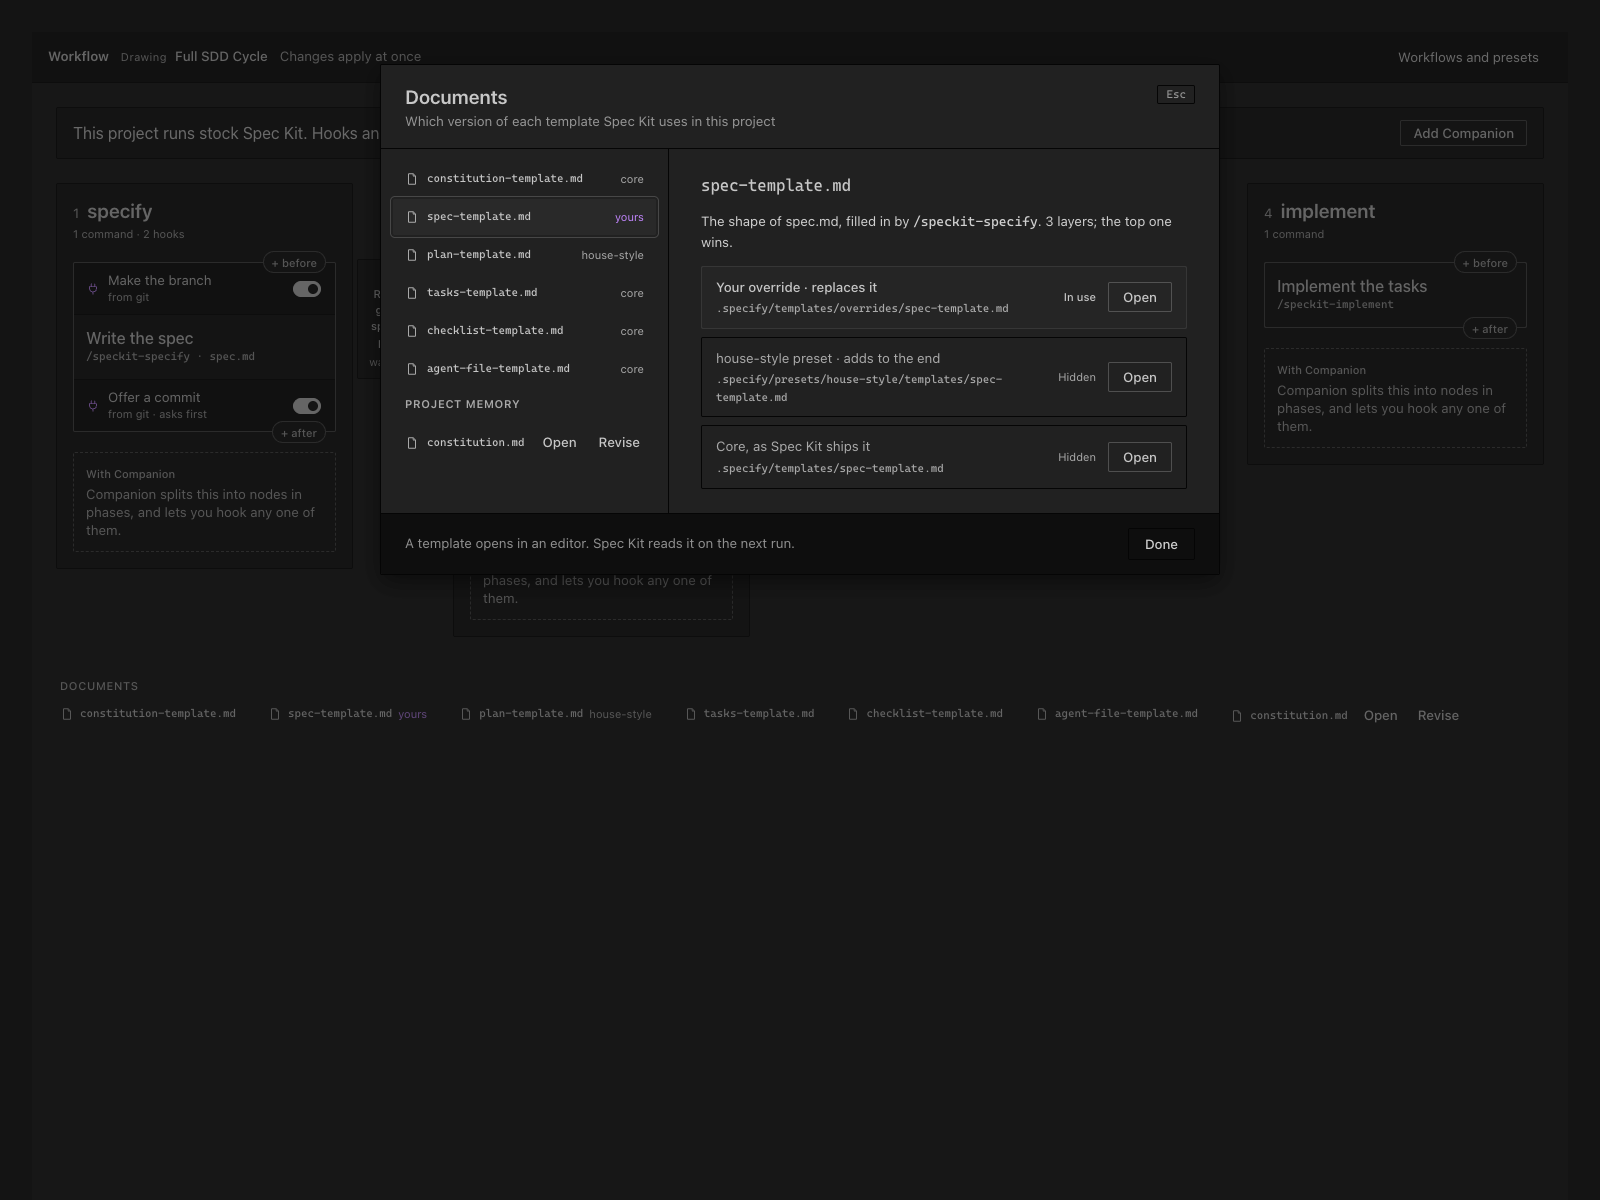 Workflow Drawing Full SDD Cycle Changes apply at once
Workflows and presets
This project runs stock Spec Kit. Hooks an
Add Companion
1 specify
1 command · 2 hooks
+ before
Make the branch
from git
Write the spec
/speckit-specify · spec.md
Offer a commit
from git · asks first
+ after
With Companion
Companion splits this into nodes in
phases, and lets you hook any one of
them.
phases, and lets you hook any one of
them.
4 implement
1 command
+ before
Implement the tasks
/speckit-implement
+ after
With Companion
Companion splits this into nodes in
phases, and lets you hook any one of
them.
Documents
Which version of each template Spec Kit uses in this project
Esc
constitution-template.md core
spec-template.md yours
plan-template.md house-style
tasks-template.md core
checklist-template.md core
agent-file-template.md core
PROJECT MEMORY
constitution.md Open Revise
spec-template.md
The shape of spec.md, filled in by /speckit-specify. 3 layers; the top one
wins.
Your override · replaces it
.specify/templates/overrides/spec-template.md
In use
Open
house-style preset · adds to the end
.specify/presets/house-style/templates/spec-
template.md
Hidden
Open
Core, as Spec Kit ships it
.specify/templates/spec-template.md
Hidden
Open
A template opens in an editor. Spec Kit reads it on the next run.
Done
DOCUMENTS
constitution-template.md
spec-template.md yours
plan-template.md house-style
tasks-template.md
checklist-template.md
agent-file-template.md
constitution.md Open Revise